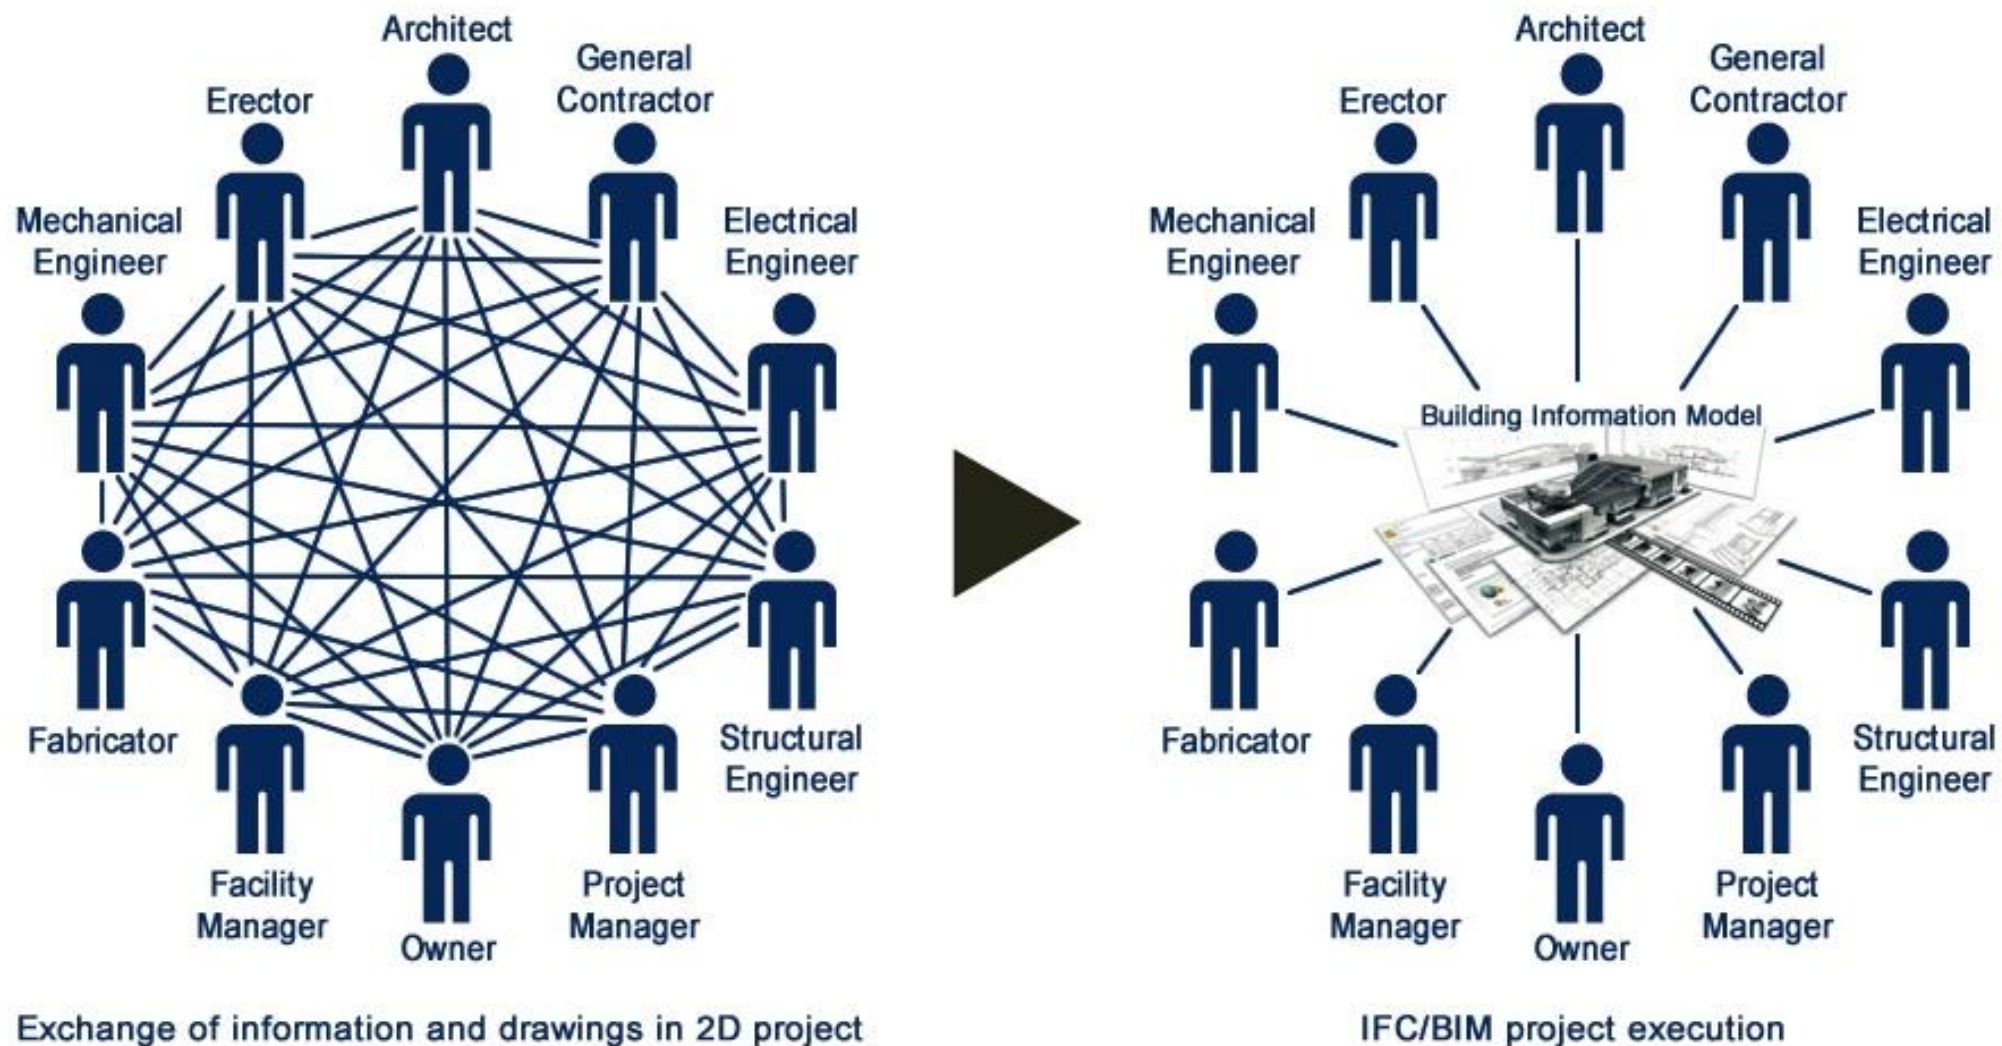 Architect
General
Contractor
Erector
Mechanical
Engineer
Electrical
Engineer
Fabricator
Structural
Engineer
Facility
Manager
Owner
Project
Manager
Exchange of information and drawings in 2D project
Architect
General
Contractor
Erector
Mechanical
Engineer
Electrical
Engineer
Building Information Model
Fabricator
Structural
Engineer
Facility
Manager
Owner
Project
Manager
IFC/BIM project execution